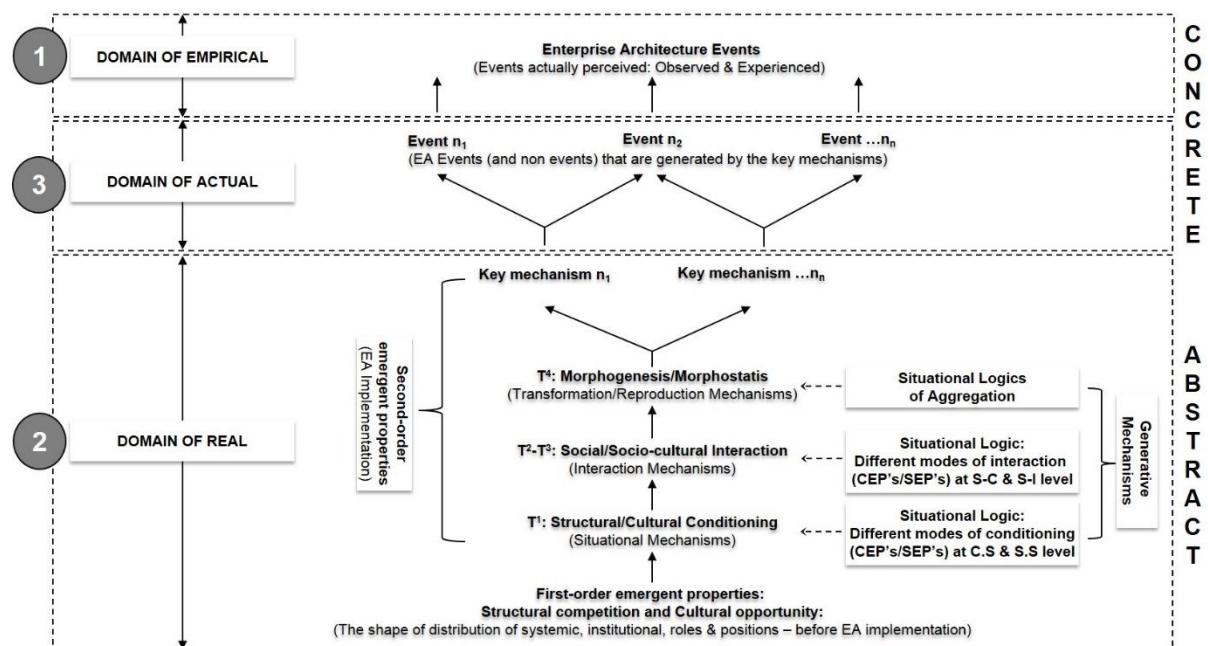 1
DOMAIN OF EMPIRICAL
Enterprise Architecture Events
(Events actually perceived: Observed & Experienced)
3
DOMAIN OF ACTUAL
Event n₁
Event n₂
Event …nₙ
(EA Events (and non events) that are generated by the key mechanisms)
CONCRETE
2
DOMAIN OF REAL
Key mechanism n₁
Key mechanism …nₙ
Second-order
emergent properties
(EA Implementation)
T⁴: Morphogenesis/Morphostatis
(Transformation/Reproduction Mechanisms)
T²-T³: Social/Socio-cultural Interaction
(Interaction Mechanisms)
T¹: Structural/Cultural Conditioning
(Situational Mechanisms)
First-order emergent properties:
Structural competition and Cultural opportunity:
(The shape of distribution of systemic, institutional, roles & positions – before EA implementation)
Situational Logics
of Aggregation
Situational Logic:
Different modes of interaction
(CEP's/SEP's) at S-C & S-I level
Situational Logic:
Different modes of conditioning
(CEP's/SEP's) at C.S & S.S level
Generative
Mechanisms
ABSTRACT